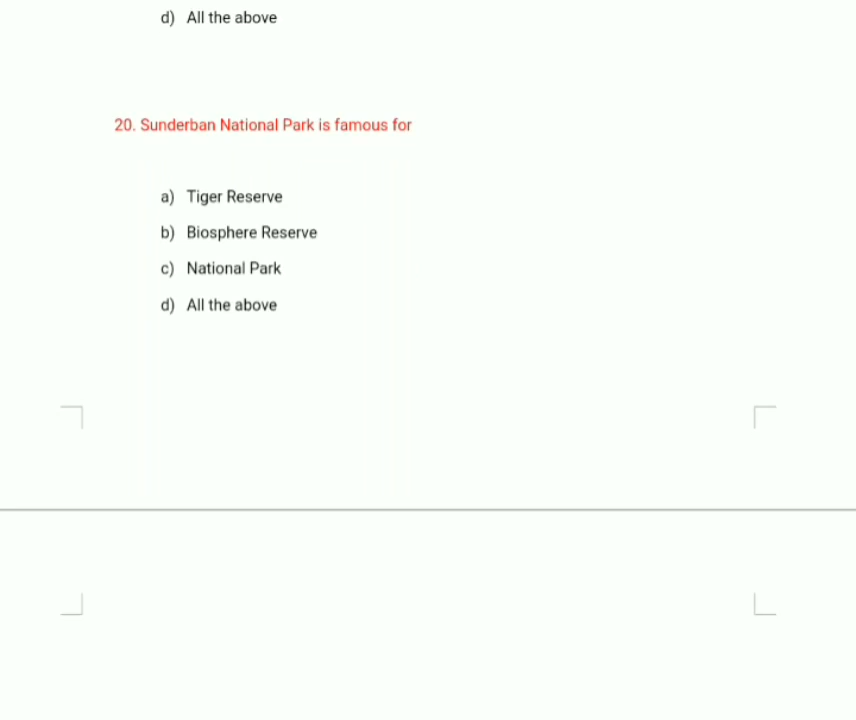 d) All the above
20. Sunderban National Park is famous for
a) Tiger Reserve
b) Biosphere Reserve
c) National Park
d) All the above